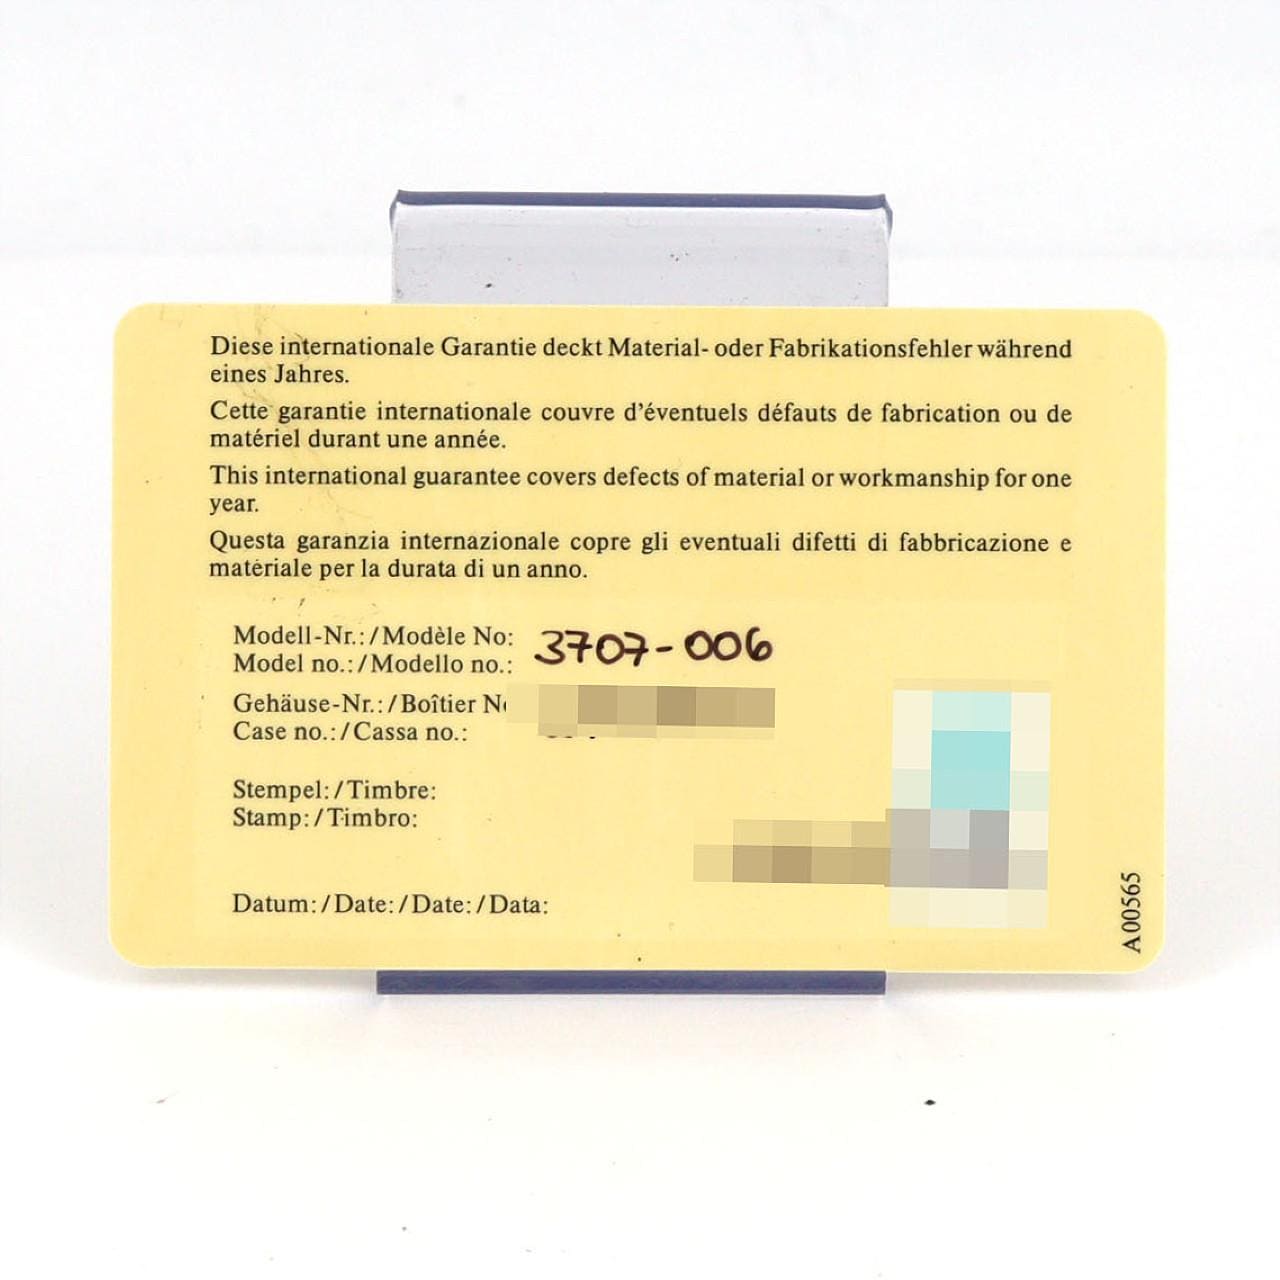 Diese internationale Garantie deckt Material- oder Fabrikationsfehler während
eines Jahres.
Cette garantie internationale couvre d'éventuels défauts de fabrication ou de
matériel durant une année.
This international guarantee covers defects of material or workmanship for one
year.
Questa garanzia internazionale copre gli eventuali difetti di fabbricazione e
materiale per la durata di un anno.
Modell-Nr.:/Modèle No: 3707-006
Model no.:/Modello no.:
Gehäuse-Nr.:/Boîtier
Case no.:/Cassa no.:
Stempel:/Timbre:
Stamp:/Timbro:
Datum:/Date:/Date:/Data:
A00565